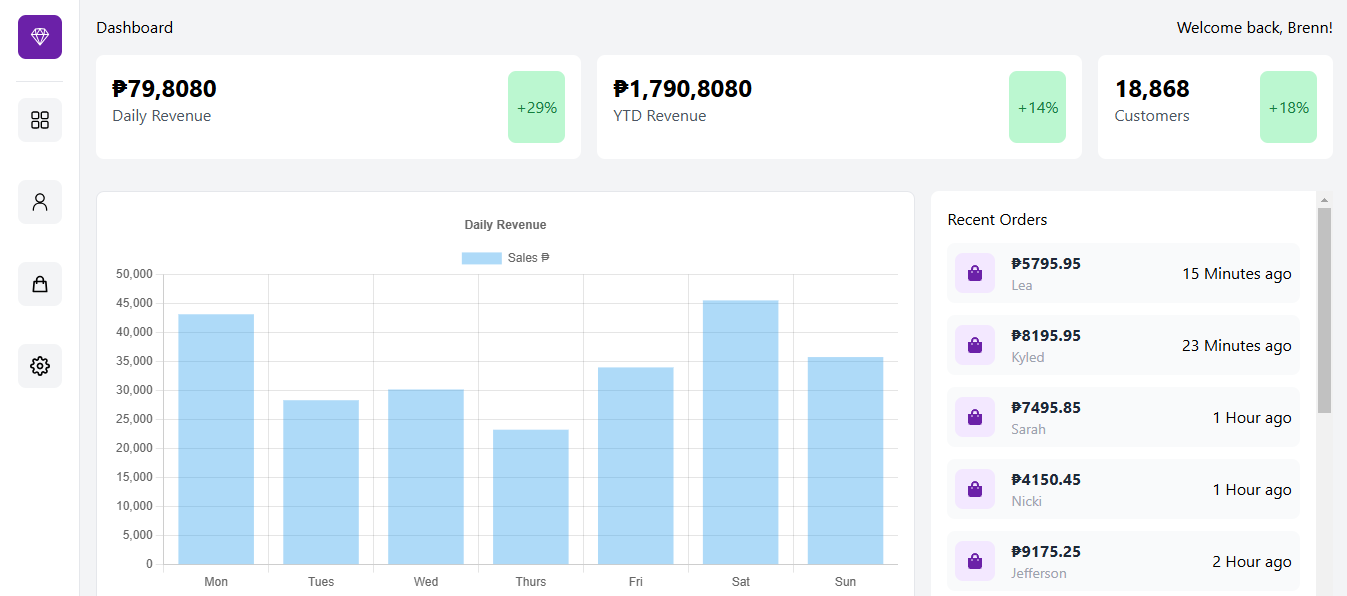 Dashboard
Welcome back, Brenn!
₱79,8080
Daily Revenue
+29%
₱1,790,8080
YTD Revenue
+14%
18,868
Customers
+18%
Daily Revenue
Sales ₱
50,000
45,000
40,000
35,000
30,000
25,000
20,000
15,000
10,000
5,000
0
Mon Tues Wed Thurs Fri Sat Sun
Recent Orders
₱5795.95
Lea
15 Minutes ago
₱8195.95
Kyled
23 Minutes ago
₱7495.85
Sarah
1 Hour ago
₱4150.45
Nicki
1 Hour ago
₱9175.25
Jefferson
2 Hour ago